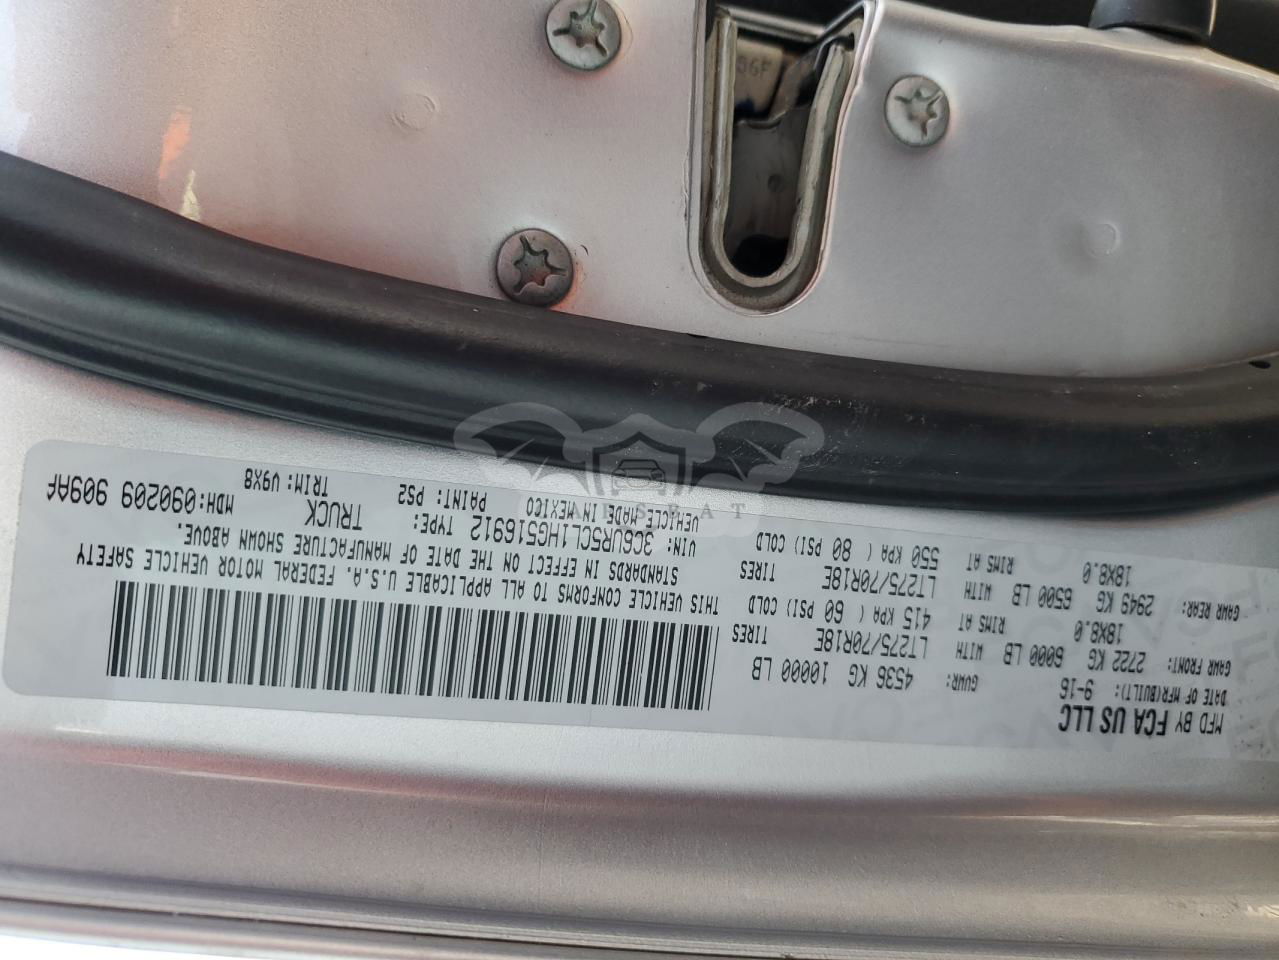 MFD BY FCA US LLC
DATE OF MFR(BUILT): 9-16
GVWR: 4536 KG 10000 LB
GAWR FRONT: 2722 KG 6000 LB WITH LT275/70R18E TIRES
18X8.0 RIMS AT 415 KPA ( 60 PSI) COLD
GAWR REAR: 2949 KG 6500 LB WITH LT275/70R18E TIRES
18X8.0 RIMS AT 550 KPA ( 80 PSI) COLD
THIS VEHICLE CONFORMS TO ALL APPLICABLE U.S.A. FEDERAL MOTOR VEHICLE SAFETY
STANDARDS IN EFFECT ON THE DATE OF MANUFACTURE SHOWN ABOVE.
VIN: 3C6UR5CL1HG516912 TYPE: TRUCK MDH:090209 909AF
VEHICLE MADE IN MEXICO PAINT: PS2 TRIM: V9X8